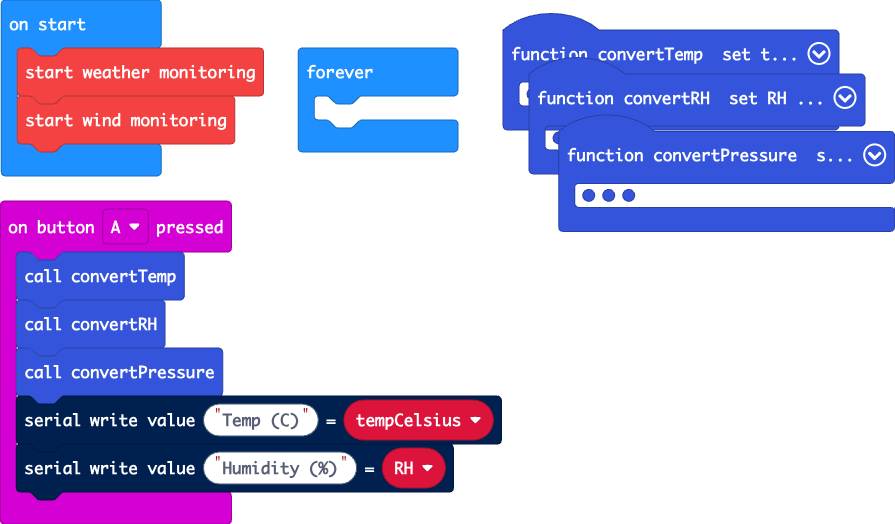 on start
start weather monitoring
start wind monitoring
forever
function convertTemp set t...
function convertRH set RH ...
function convertPressure s...
on button A pressed
call convertTemp
call convertRH
call convertPressure
serial write value "Temp (C)" = tempCelsius
serial write value "Humidity (%)" = RH